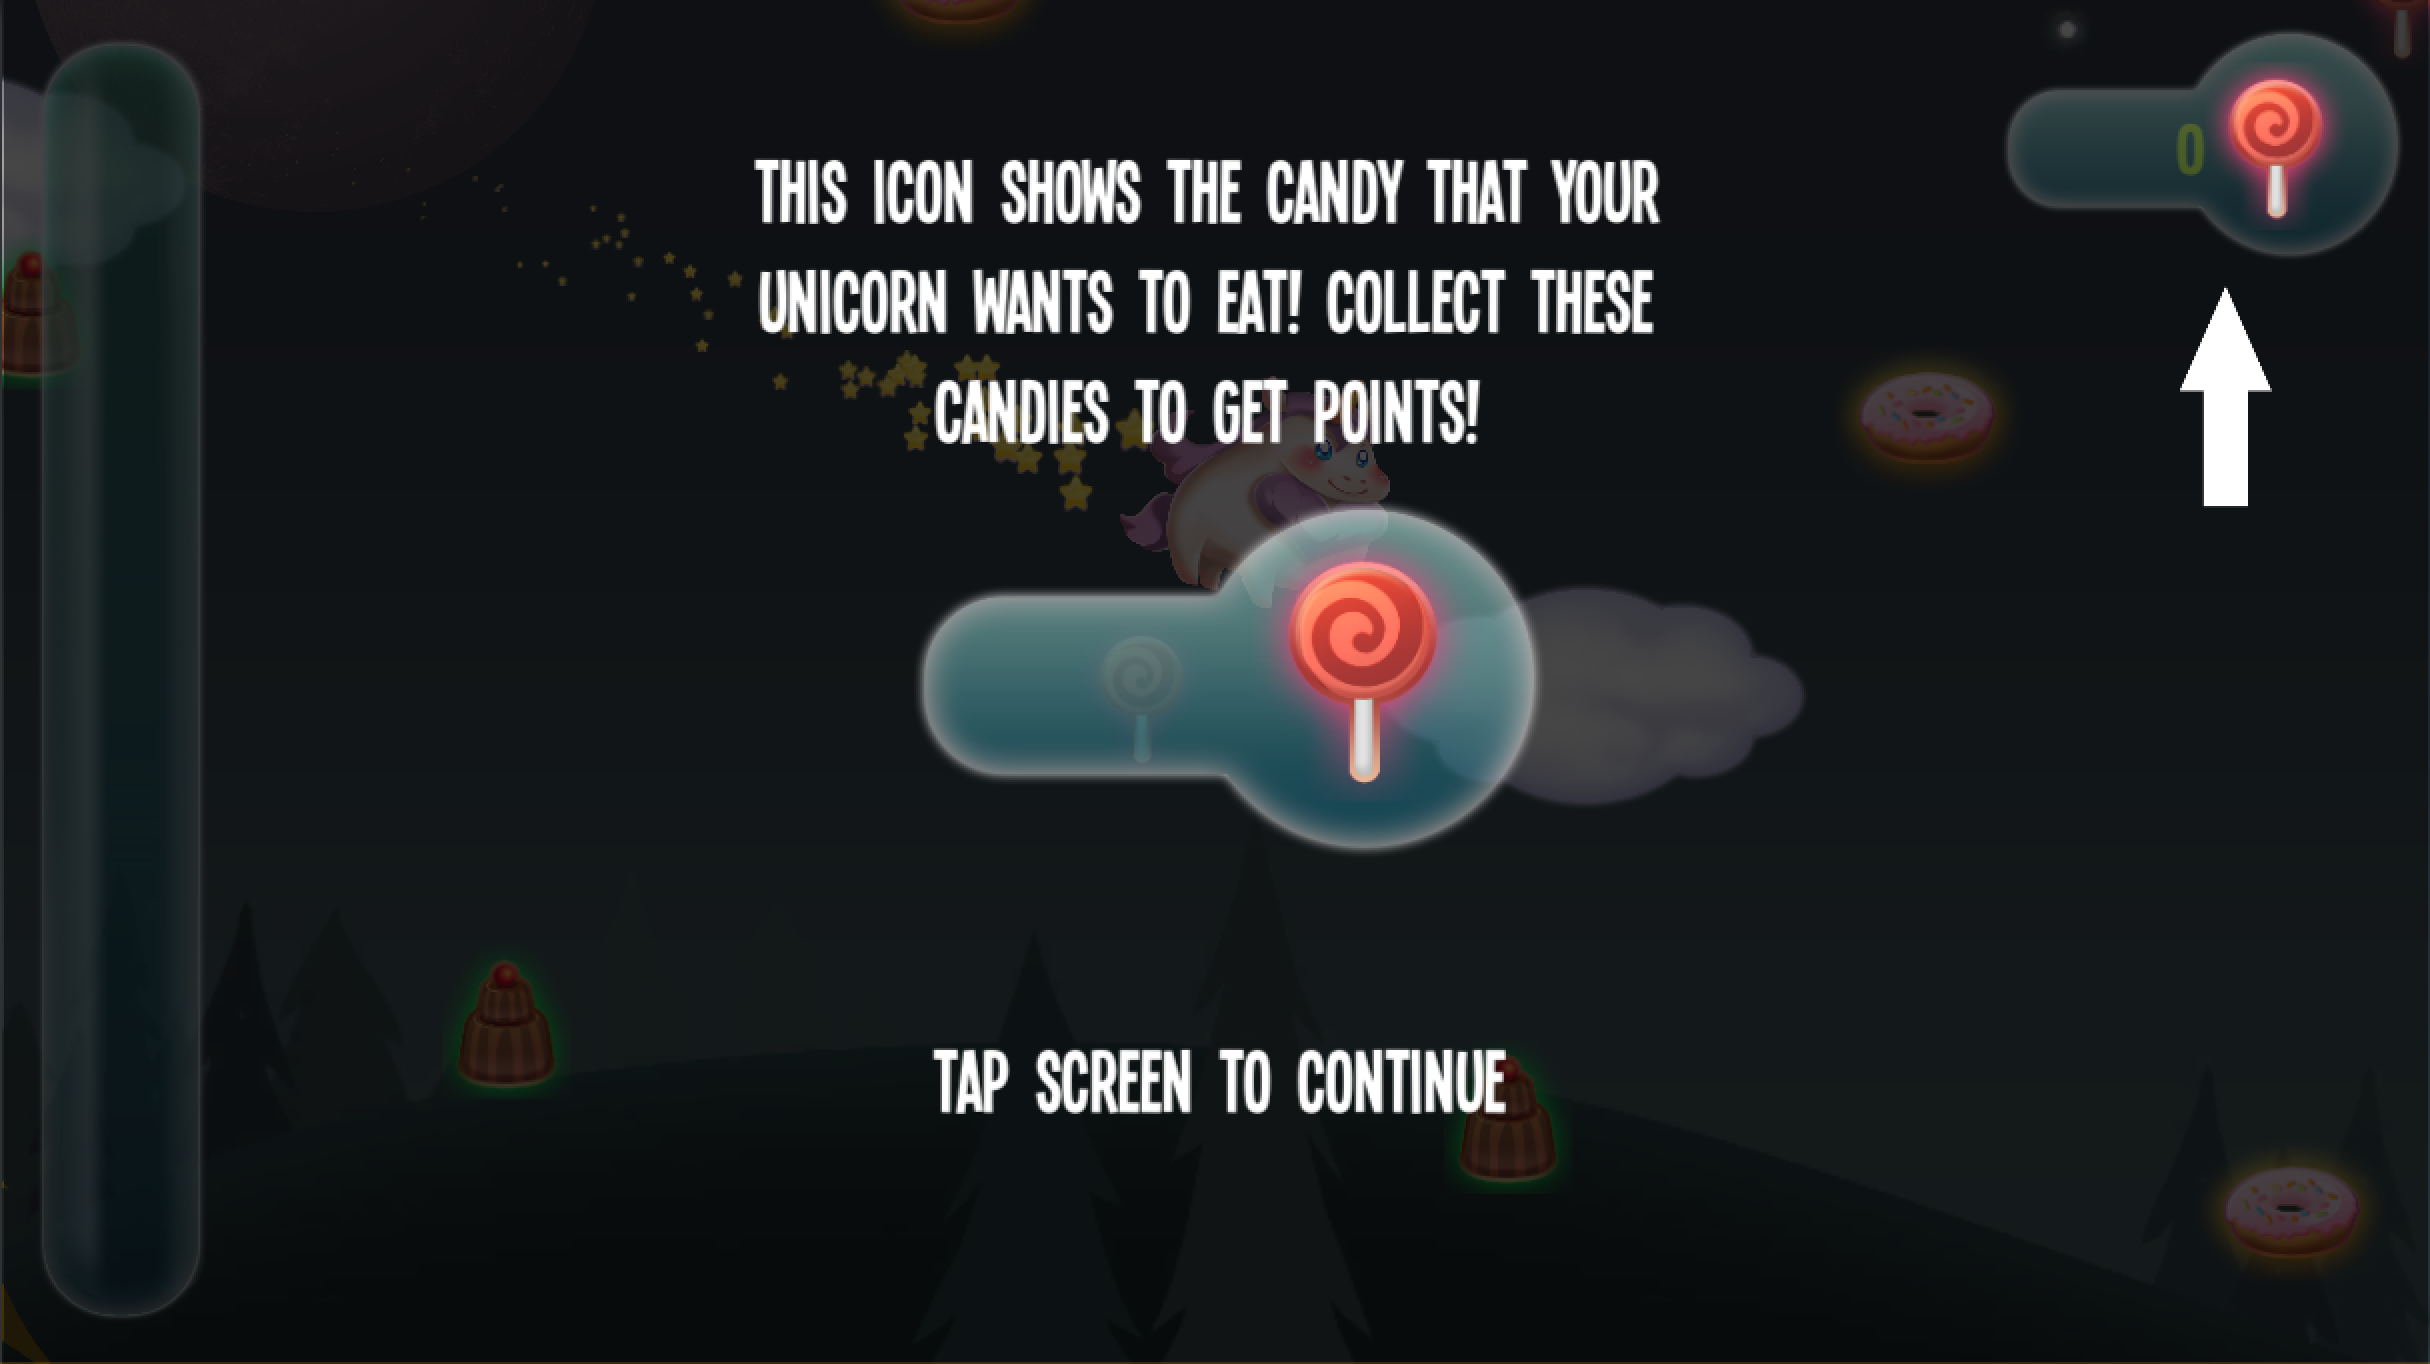 THIS ICON SHOWS THE CANDY THAT YOUR
UNICORN WANTS TO EAT! COLLECT THESE
CANDIES TO GET POINTS!
0
TAP SCREEN TO CONTINUE